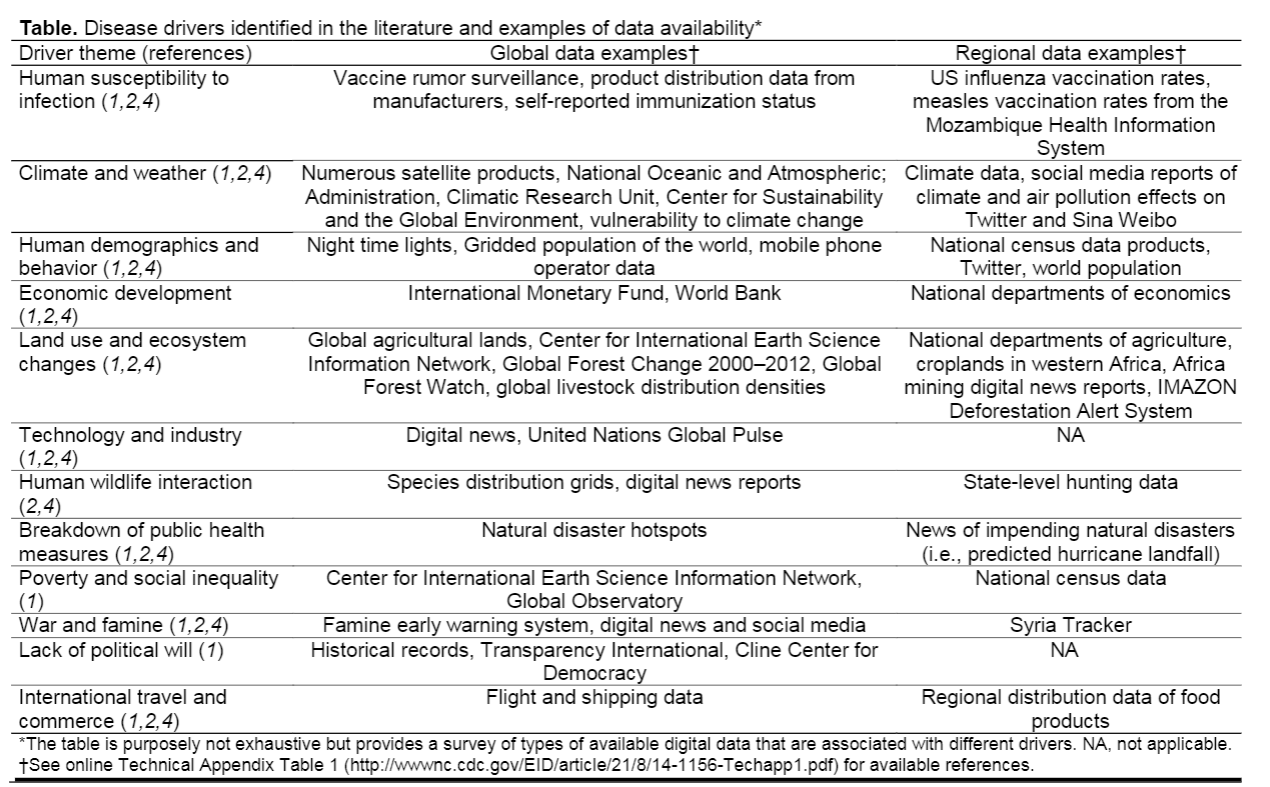 Table. Disease drivers identified in the literature and examples of data availability*
Driver theme (references) Global data examples† Regional data examples†
Human susceptibility to infection (1,2,4)
Vaccine rumor surveillance, product distribution data from
manufacturers, self-reported immunization status
US influenza vaccination rates,
measles vaccination rates from the
Mozambique Health Information
System
Climate and weather (1,2,4)
Numerous satellite products, National Oceanic and Atmospheric;
Administration, Climatic Research Unit, Center for Sustainability
and the Global Environment, vulnerability to climate change
Climate data, social media reports of
climate and air pollution effects on
Twitter and Sina Weibo
Human demographics and
behavior (1,2,4)
Night time lights, Gridded population of the world, mobile phone
operator data
National census data products,
Twitter, world population
Economic development
(1,2,4)
International Monetary Fund, World Bank
National departments of economics
Land use and ecosystem
changes (1,2,4)
Global agricultural lands, Center for International Earth Science
Information Network, Global Forest Change 2000–2012, Global
Forest Watch, global livestock distribution densities
National departments of agriculture,
croplands in western Africa, Africa
mining digital news reports, IMAZON
Deforestation Alert System
Technology and industry
(1,2,4)
Digital news, United Nations Global Pulse
NA
Human wildlife interaction
(2,4)
Species distribution grids, digital news reports
State-level hunting data
Breakdown of public health
measures (1,2,4)
Natural disaster hotspots
News of impending natural disasters
(i.e., predicted hurricane landfall)
Poverty and social inequality
(1)
Center for International Earth Science Information Network,
Global Observatory
National census data
War and famine (1,2,4)
Famine early warning system, digital news and social media
Syria Tracker
Lack of political will (1)
Historical records, Transparency International, Cline Center for
Democracy
NA
International travel and
commerce (1,2,4)
Flight and shipping data
Regional distribution data of food
products
*The table is purposely not exhaustive but provides a survey of types of available digital data that are associated with different drivers. NA, not applicable.
†See online Technical Appendix Table 1 (http://wwwnc.cdc.gov/EID/article/21/8/14-1156-Techapp1.pdf) for available references.